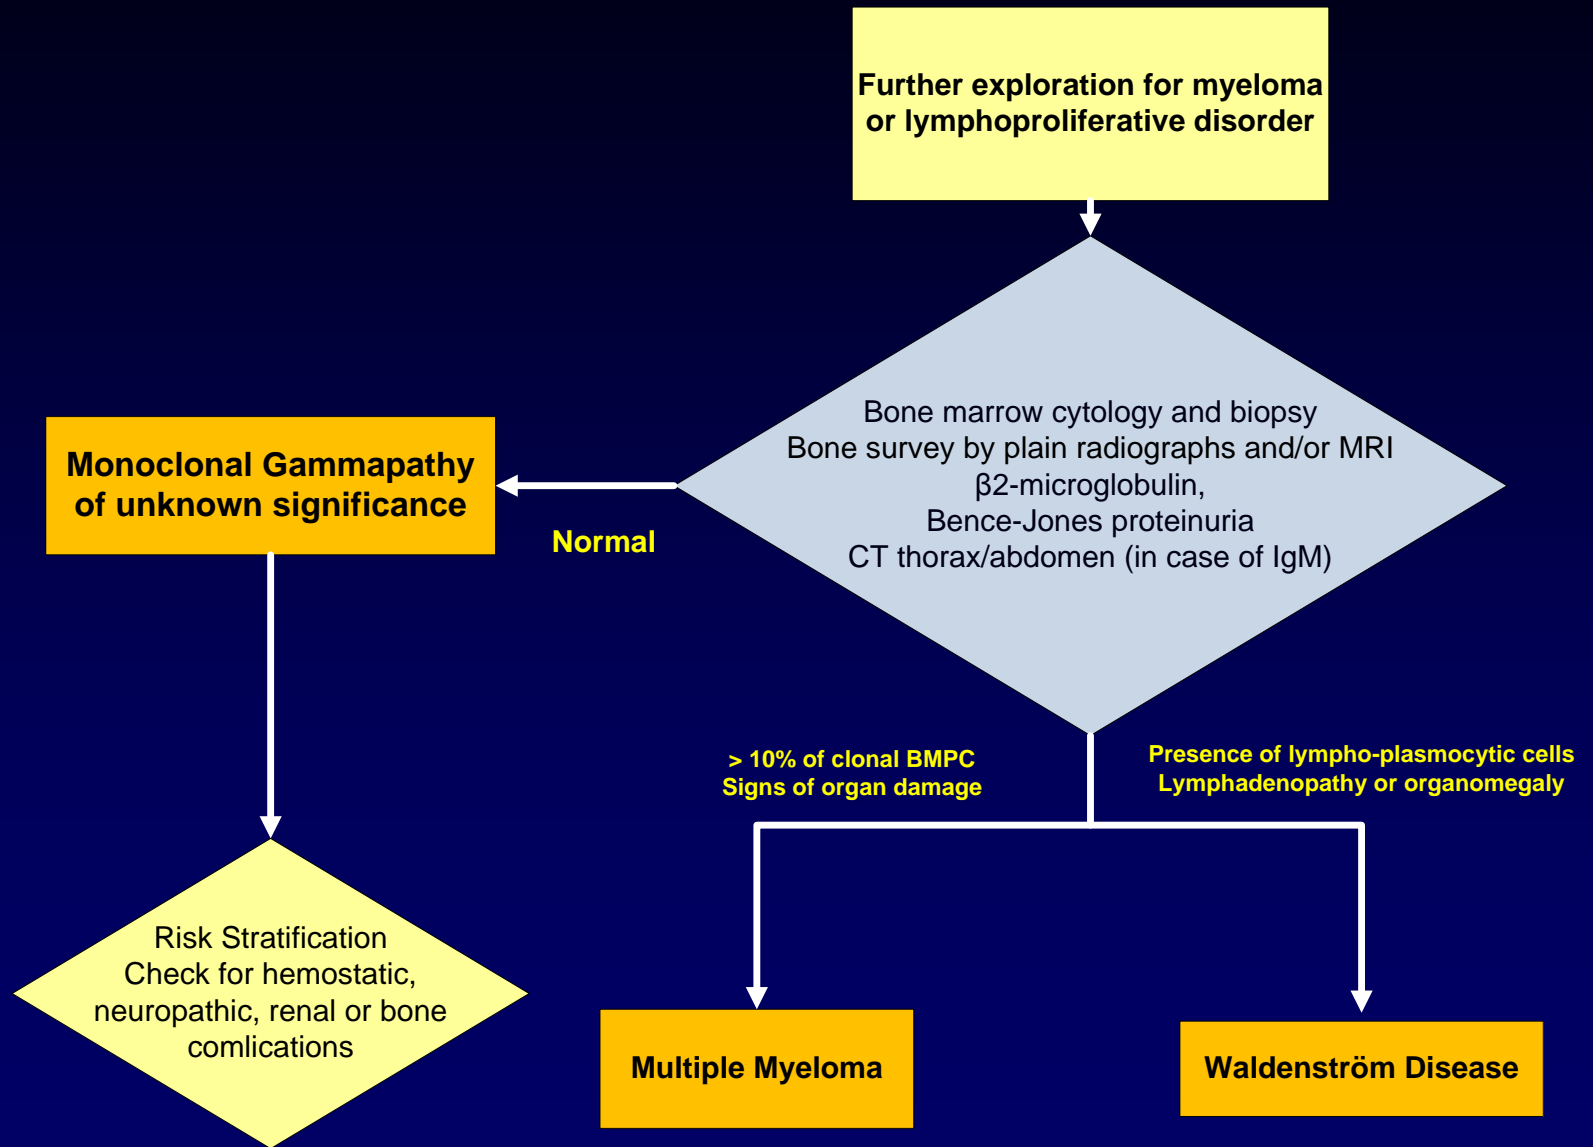 Further exploration for myeloma
or lymphoproliferative disorder
Bone marrow cytology and biopsy
Bone survey by plain radiographs and/or MRI
β2-microglobulin,
Bence-Jones proteinuria
CT thorax/abdomen (in case of IgM)
Monoclonal Gammapathy
of unknown significance
Normal
> 10% of clonal BMPC
Signs of organ damage
Presence of lympho-plasmocytic cells
Lymphadenopathy or organomegaly
Risk Stratification
Check for hemostatic,
neuropathic, renal or bone
comlications
Multiple Myeloma
Waldenström Disease